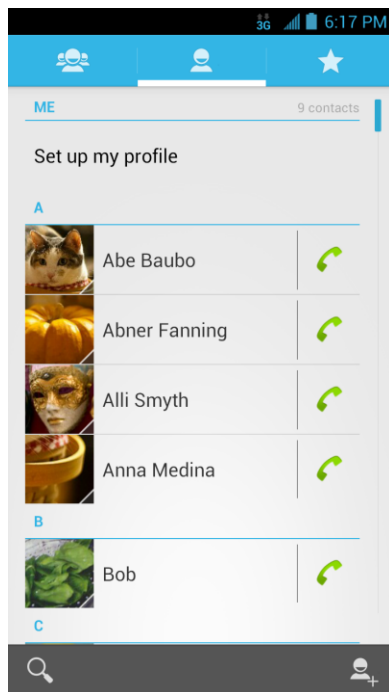 3G 6:17 PM
ME 9 contacts
Set up my profile
A
Abe Baubo
Abner Fanning
Alli Smyth
Anna Medina
B
Bob
C